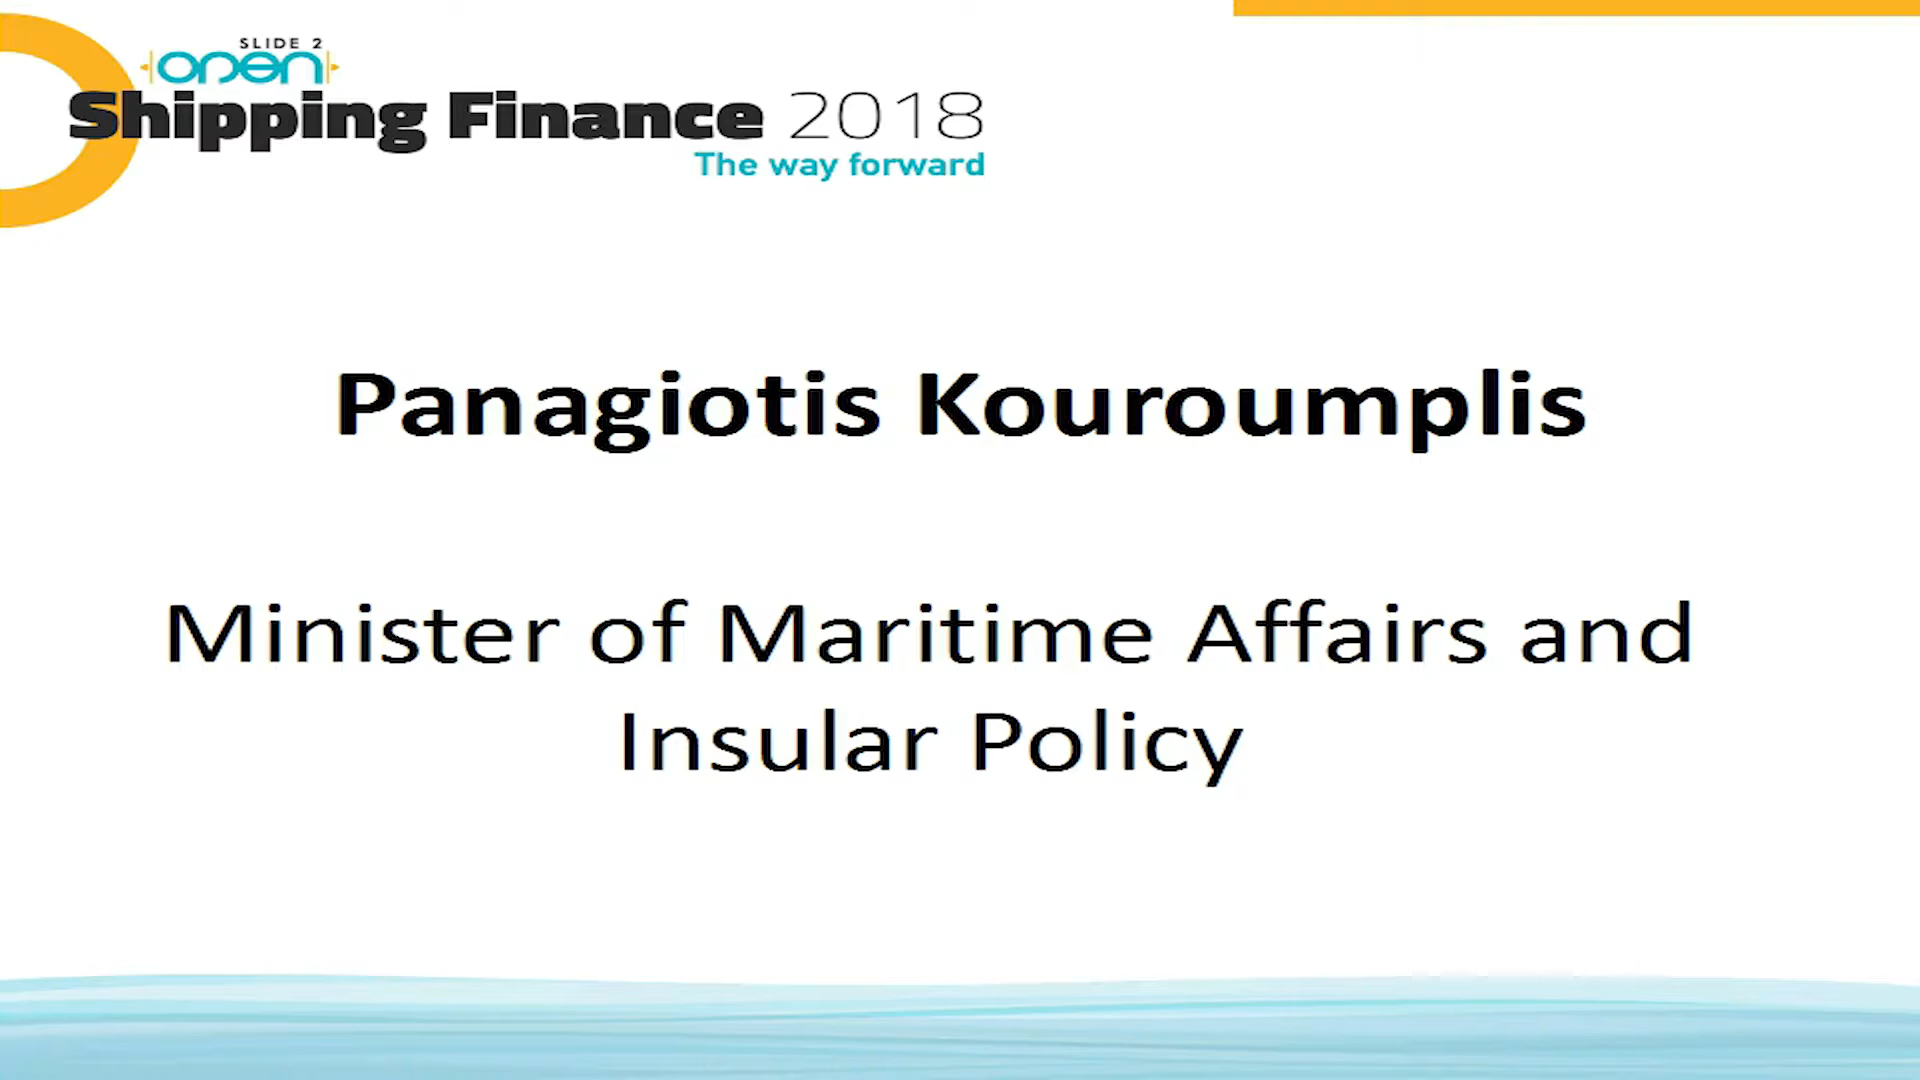 SLIDE 2
open
Shipping Finance 2018
The way forward
Panagiotis Kouroumplis
Minister of Maritime Affairs and
Insular Policy